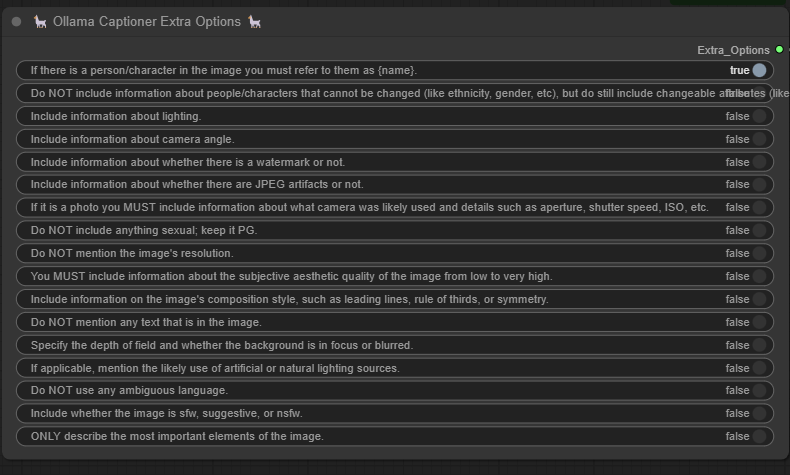 Ollama Captioner Extra Options
Extra_Options
If there is a person/character in the image you must refer to them as {name}. true
Do NOT include information about people/characters that cannot be changed (like ethnicity, gender, etc), but do still include changeable attributes (like
Include information about lighting. false
Include information about camera angle. false
Include information about whether there is a watermark or not. false
Include information about whether there are JPEG artifacts or not. false
If it is a photo you MUST include information about what camera was likely used and details such as aperture, shutter speed, ISO, etc. false
Do NOT include anything sexual; keep it PG. false
Do NOT mention the image's resolution. false
You MUST include information about the subjective aesthetic quality of the image from low to very high. false
Include information on the image's composition style, such as leading lines, rule of thirds, or symmetry. false
Do NOT mention any text that is in the image. false
Specify the depth of field and whether the background is in focus or blurred. false
If applicable, mention the likely use of artificial or natural lighting sources. false
Do NOT use any ambiguous language. false
Include whether the image is sfw, suggestive, or nsfw. false
ONLY describe the most important elements of the image. false